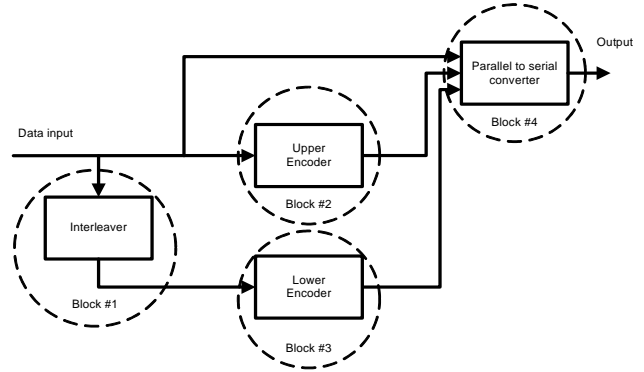 Output
Parallel to serial
converter
Block #4
Data input
Upper
Encoder
Block #2
Interleaver
Block #1
Lower
Encoder
Block #3